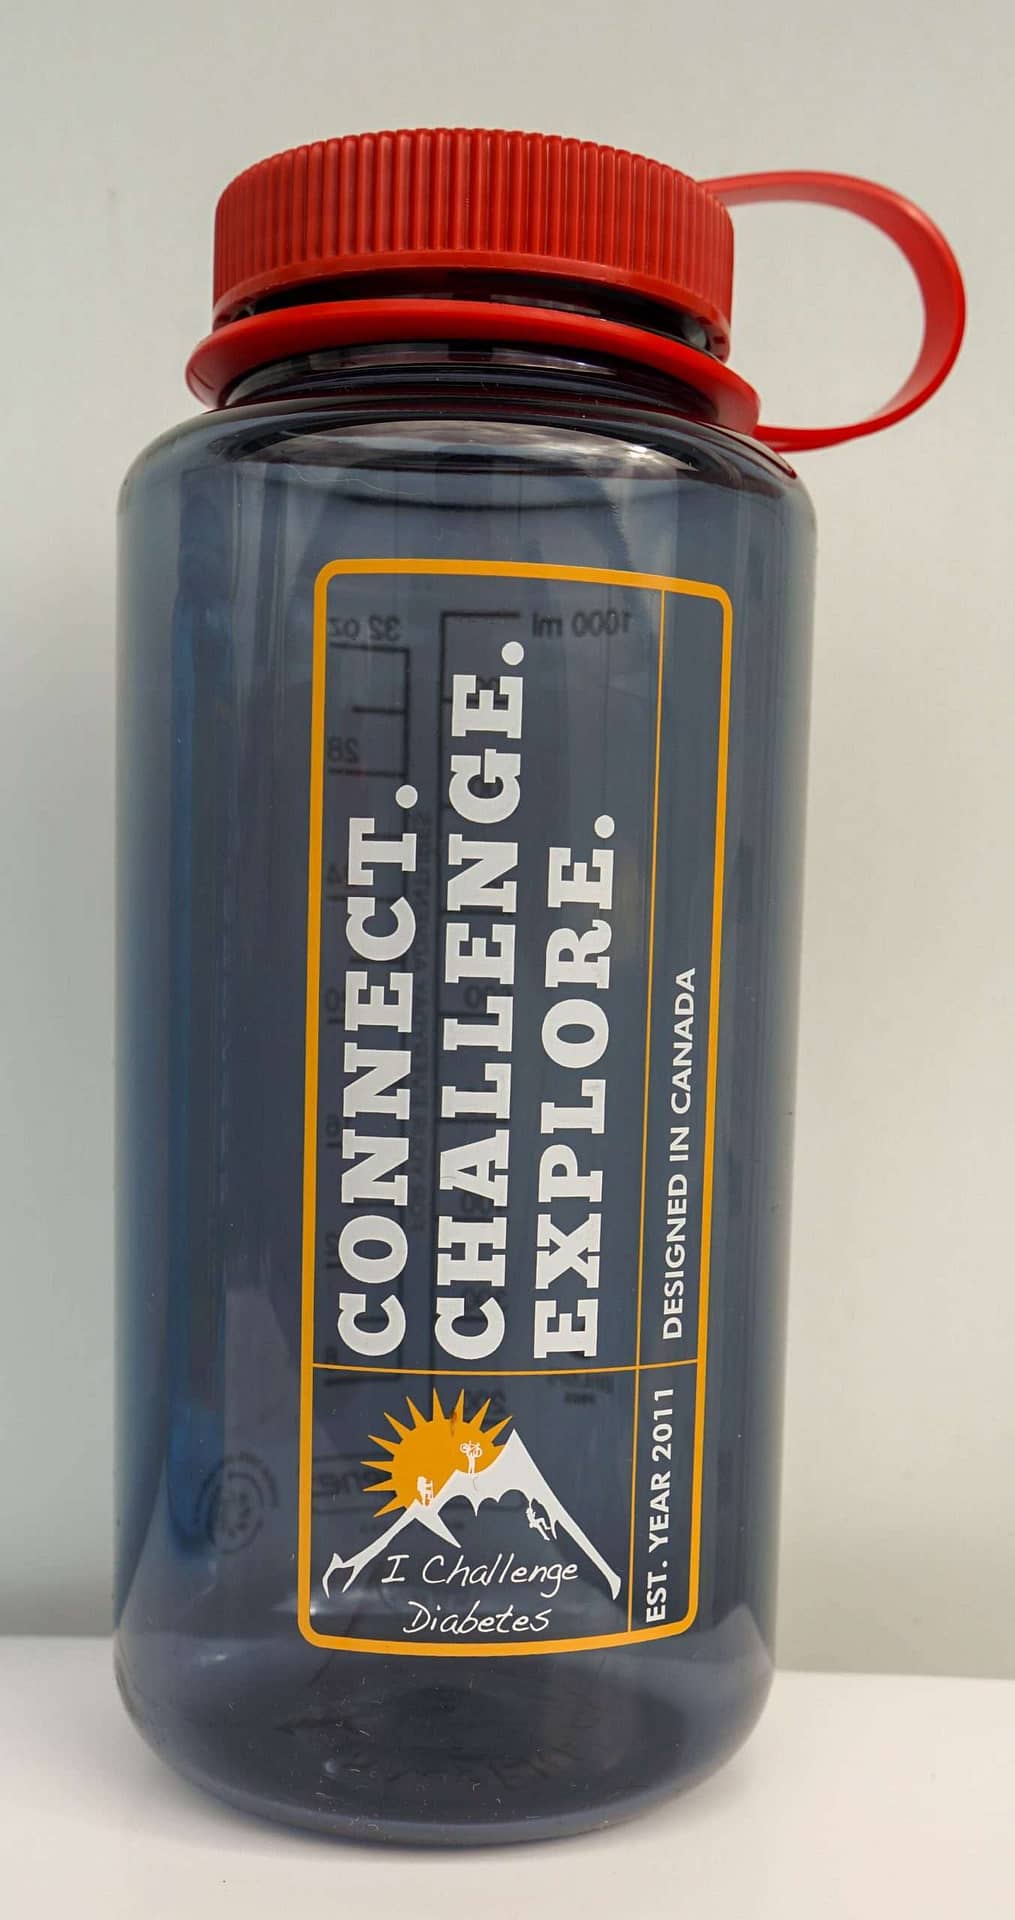 CONNECT.
CHALLENGE.
EXPLORE.
DESIGNED IN CANADA
I Challenge
Diabetes
EST. YEAR 2011
1000 ml
32 oz
28